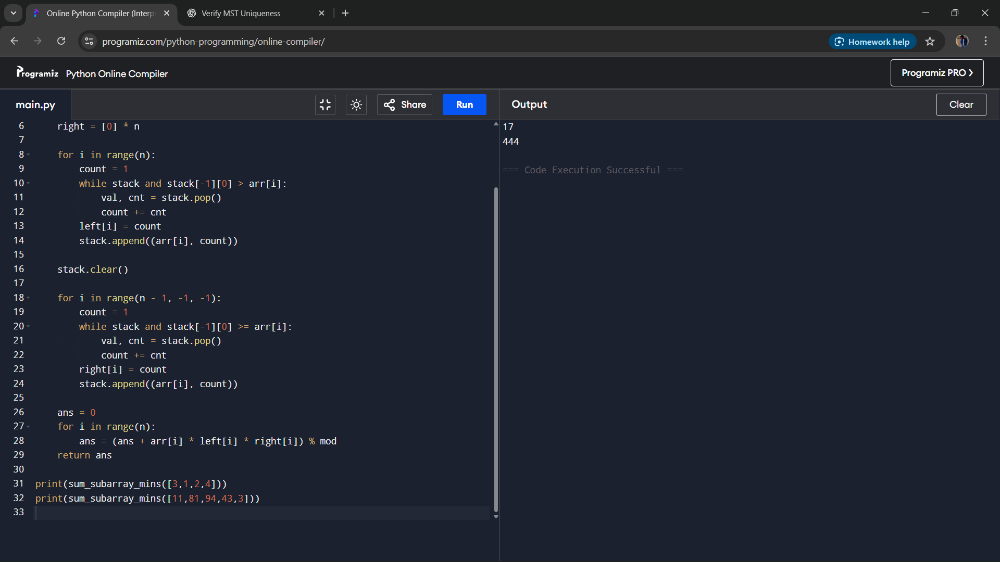 Online Python Compiler (Interp
Verify MST Uniqueness
programiz.com/python-programming/online-compiler/
Homework help
Programiz Python Online Compiler
Programiz PRO
main.py
Share
Run
Output
Clear
6 right = [0] * n
7
8 for i in range(n):
9 count = 1
10 while stack and stack[-1][0] > arr[i]:
11 val, cnt = stack.pop()
12 count += cnt
13 left[i] = count
14 stack.append((arr[i], count))
15
16 stack.clear()
17
18 for i in range(n - 1, -1, -1):
19 count = 1
20 while stack and stack[-1][0] >= arr[i]:
21 val, cnt = stack.pop()
22 count += cnt
23 right[i] = count
24 stack.append((arr[i], count))
25
26 ans = 0
27 for i in range(n):
28 ans = (ans + arr[i] * left[i] * right[i]) % mod
29 return ans
30
31 print(sum_subarray_mins([3,1,2,4]))
32 print(sum_subarray_mins([11,81,94,43,3]))
33
17
444
=== Code Execution Successful ===